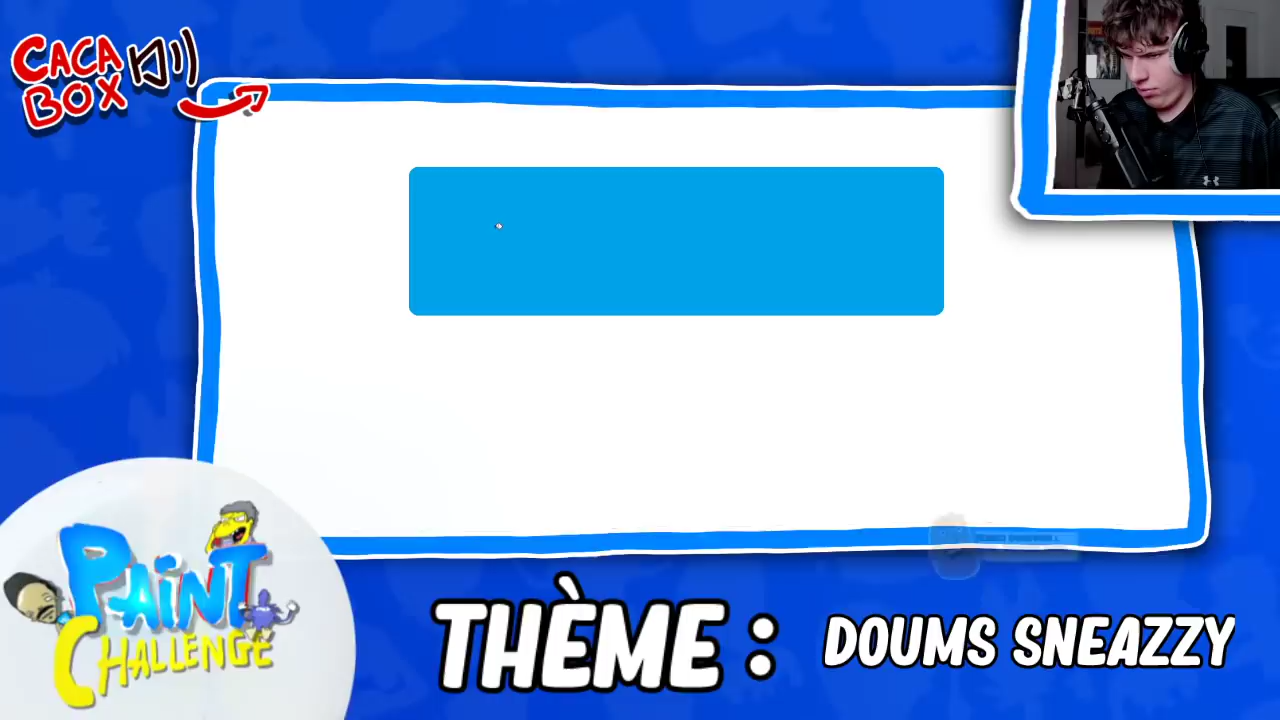 CACA
BOX
PAINT
CHALLENGE
THÈME :
DOUMS SNEAZZY